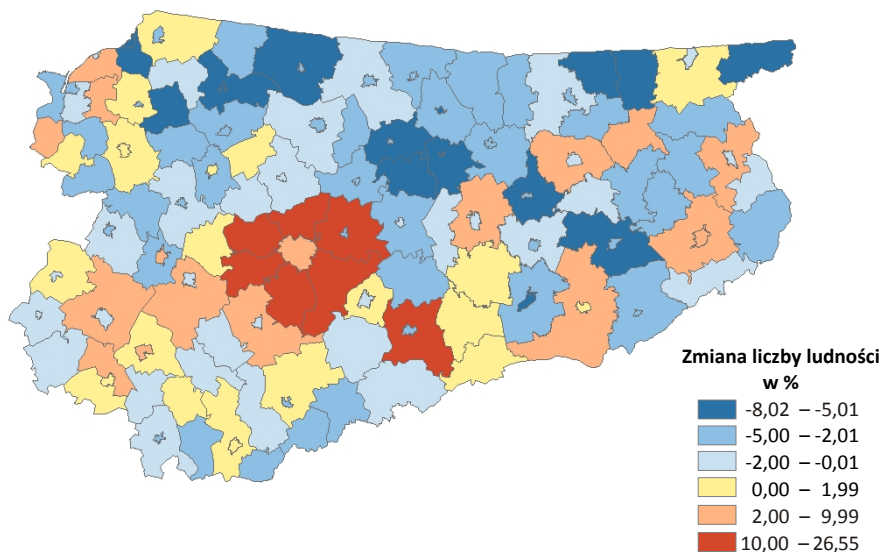 Zmiana liczby ludności
w %
-8,02 – -5,01
-5,00 – -2,01
-2,00 – -0,01
0,00 – 1,99
2,00 – 9,99
10,00 – 26,55